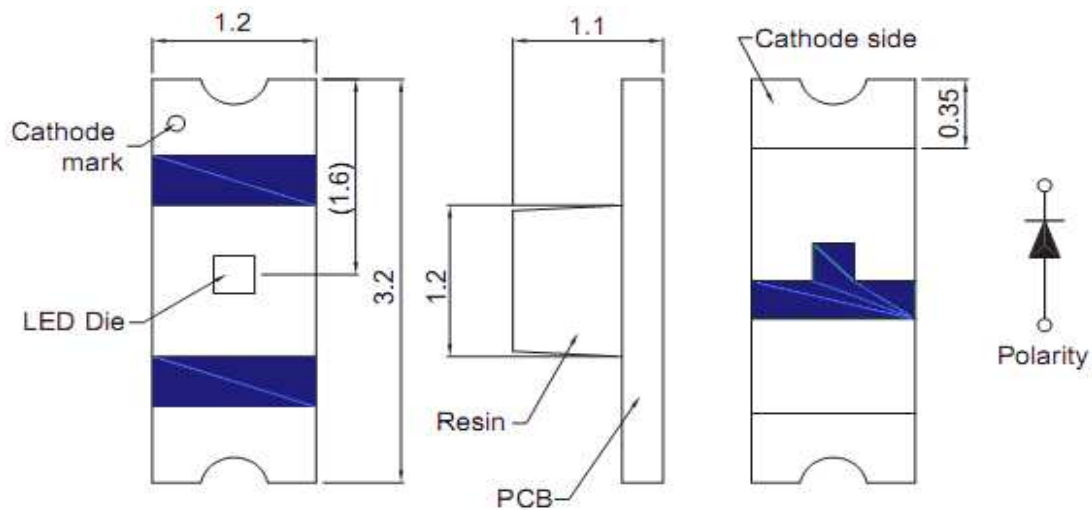 1.2
1.1
Cathode side
Cathode
mark
(1.6)
3.2
1.2
0.35
LED Die
Resin
PCB
Polarity